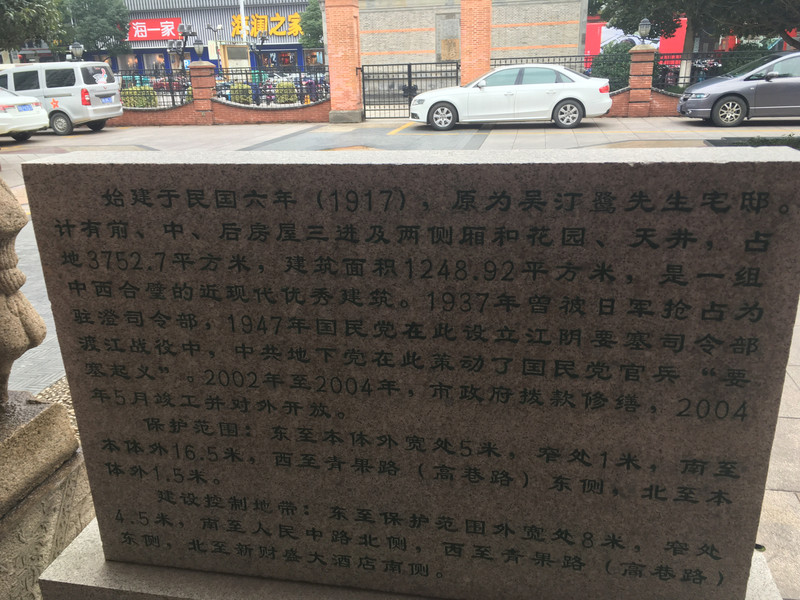 海一家
海澜之家
始建于民国六年（1917），原为吴汀鹭先生宅邸。
计有前、中、后房屋三进及两侧厢和花园、天井，占
地3752.7平方米，建筑面积1248.92平方米，是一组
中西合璧的近现代优秀建筑。1937年曾被日军抢占为
驻澄司令部，1947年国民党在此设立江阴要塞司令部
渡江战役中，中共地下党在此策动了国民党官兵“要
塞起义”。2002年至2004年，市政府拨款修缮，2004
年5月竣工并对外开放。
保护范围：东至本体外宽处5米，窄处1米，南至
本体外16.5米，西至青果路（高巷路）东侧，北至本
体外1.5米。
建设控制地带：东至保护范围外宽处8米，窄处
4.5米，南至人民中路北侧，西至青果路（高巷路）
东侧，北至新财盛大酒店南侧。